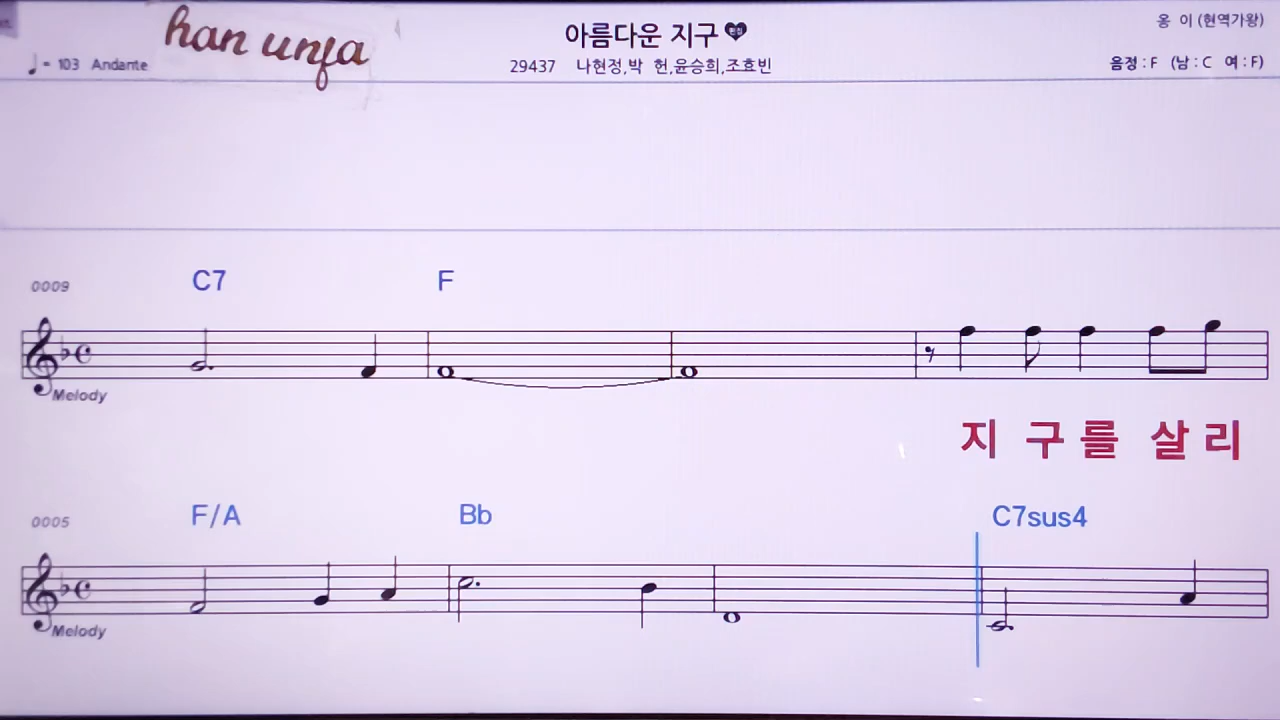 han unfa
아름다운 지구
옹 이 (현역가왕)
♩= 103 Andante
29437 나현정,박 헌,윤승희,조효빈
음정 : F (남 : C 여 : F)
0009 C7 F
Melody
지 구 를 살 리
0005 F/A Bb C7sus4
Melody